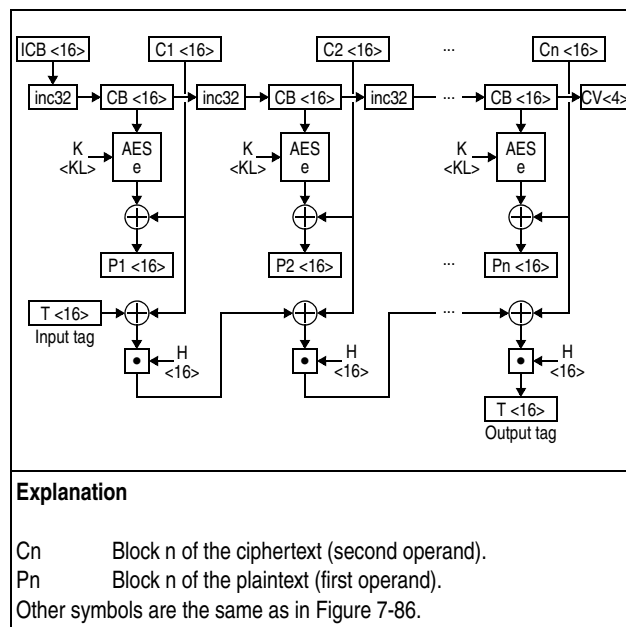 ICB <16> C1 <16> C2 <16> ... Cn <16>
inc32 CB <16> inc32 CB <16> inc32 ... CB <16> CV<4>
K <KL> AES e K <KL> AES e K <KL> AES e
P1 <16> P2 <16> ... Pn <16>
T <16> ...
Input tag
H <16> H <16> H <16>
T <16>
Output tag
Explanation
Cn Block n of the ciphertext (second operand).
Pn Block n of the plaintext (first operand).
Other symbols are the same as in Figure 7-86.